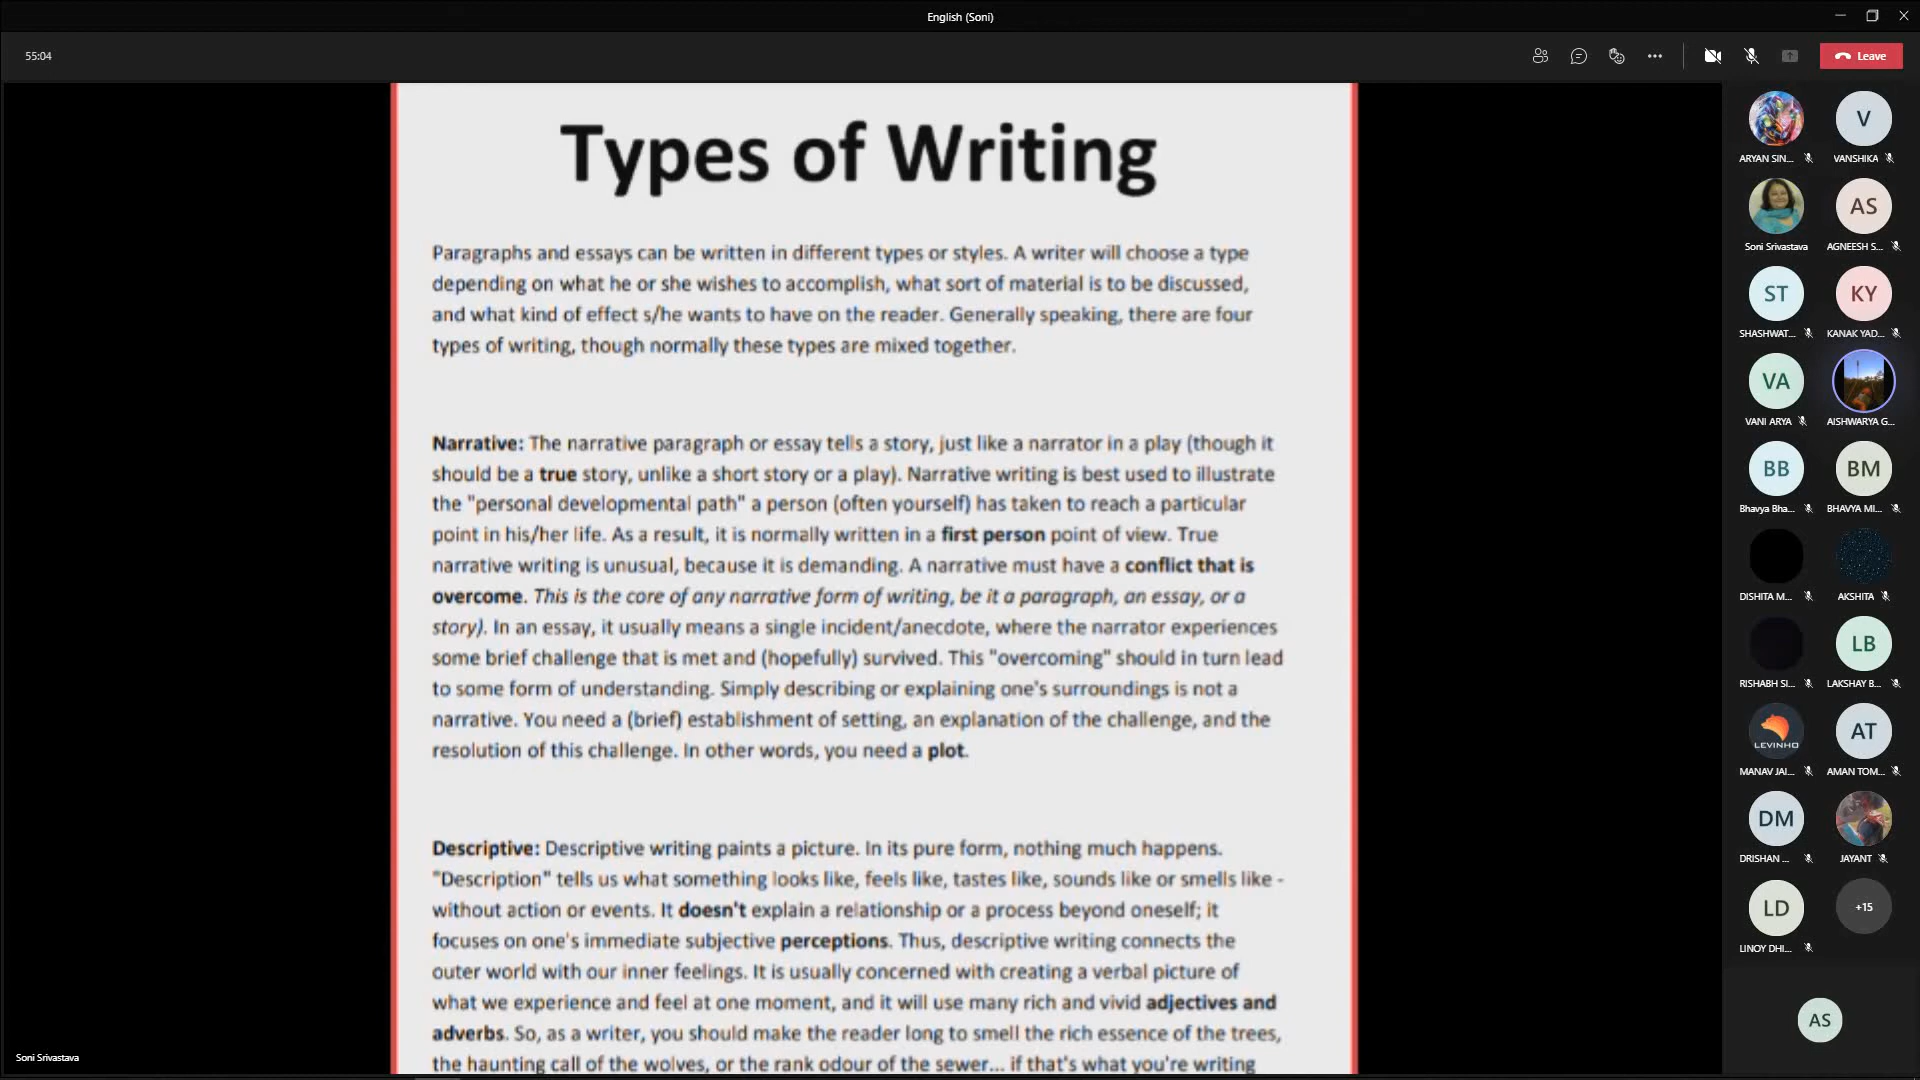 English (Soni)
55:04
Leave
Types of Writing
Paragraphs and essays can be written in different types or styles. A writer will choose a type
depending on what he or she wishes to accomplish, what sort of material is to be discussed,
and what kind of effect s/he wants to have on the reader. Generally speaking, there are four
types of writing, though normally these types are mixed together.
Narrative: The narrative paragraph or essay tells a story, just like a narrator in a play (though it
should be a true story, unlike a short story or a play). Narrative writing is best used to illustrate
the "personal developmental path" a person (often yourself) has taken to reach a particular
point in his/her life. As a result, it is normally written in a first person point of view. True
narrative writing is unusual, because it is demanding. A narrative must have a conflict that is
overcome. This is the core of any narrative form of writing, be it a paragraph, an essay, or a
story). In an essay, it usually means a single incident/anecdote, where the narrator experiences
some brief challenge that is met and (hopefully) survived. This "overcoming" should in turn lead
to some form of understanding. Simply describing or explaining one's surroundings is not a
narrative. You need a (brief) establishment of setting, an explanation of the challenge, and the
resolution of this challenge. In other words, you need a plot.
Descriptive: Descriptive writing paints a picture. In its pure form, nothing much happens.
"Description" tells us what something looks like, feels like, tastes like, sounds like or smells like -
without action or events. It doesn't explain a relationship or a process beyond oneself; it
focuses on one's immediate subjective perceptions. Thus, descriptive writing connects the
outer world with our inner feelings. It is usually concerned with creating a verbal picture of
what we experience and feel at one moment, and it will use many rich and vivid adjectives and
adverbs. So, as a writer, you should make the reader long to smell the rich essence of the trees,
the haunting call of the wolves, or the rank odour of the sewer... if that's what you're writing
Soni Srivastava
V
ARYAN SIN...
VANSHIKA
AS
Soni Srivastava
AGNEESH S...
ST
KY
SHASHWAT...
KANAK YAD...
VA
VANI ARYA
AISHWARYA G...
BB
BM
Bhavya Bha...
BHAVYA MI...
DISHITA M...
AKSHITA
LB
RISHABH SI...
LAKSHAY B...
LEVINHO
AT
MANAV JAI...
AMAN TOM...
DM
DRISHAN ...
JAYANT
LD
+15
LINOY DHI...
AS